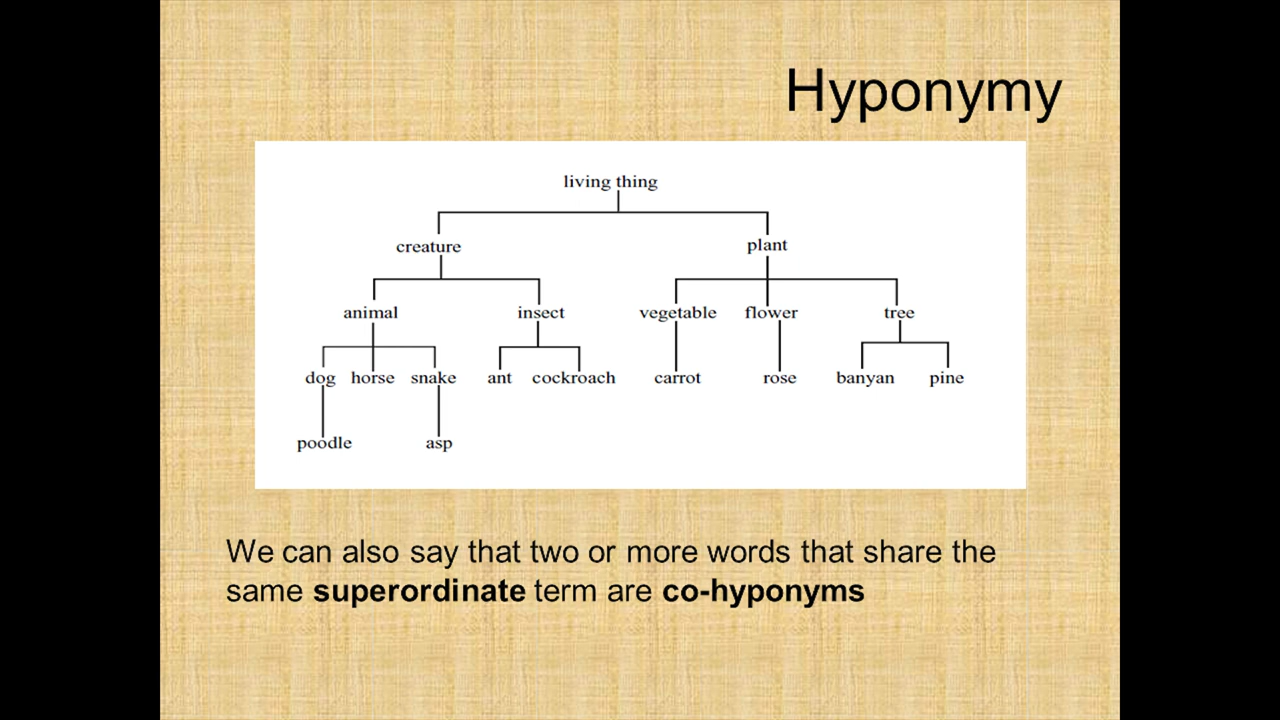 Hyponymy
living thing
creature plant
animal insect vegetable flower tree
dog horse snake ant cockroach carrot rose banyan pine
poodle asp
We can also say that two or more words that share the
same superordinate term are co-hyponyms